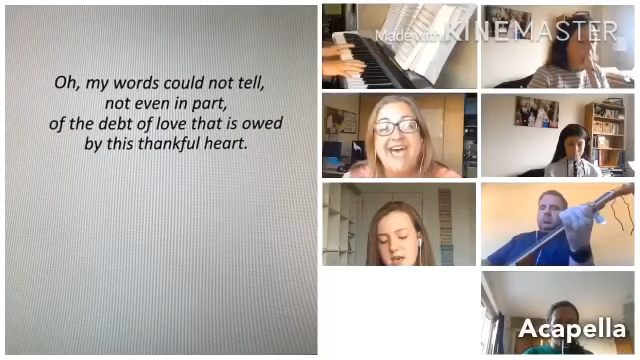 Oh, my words could not tell,
not even in part,
of the debt of love that is owed
by this thankful heart.
Made with KINEMASTER
Acapella